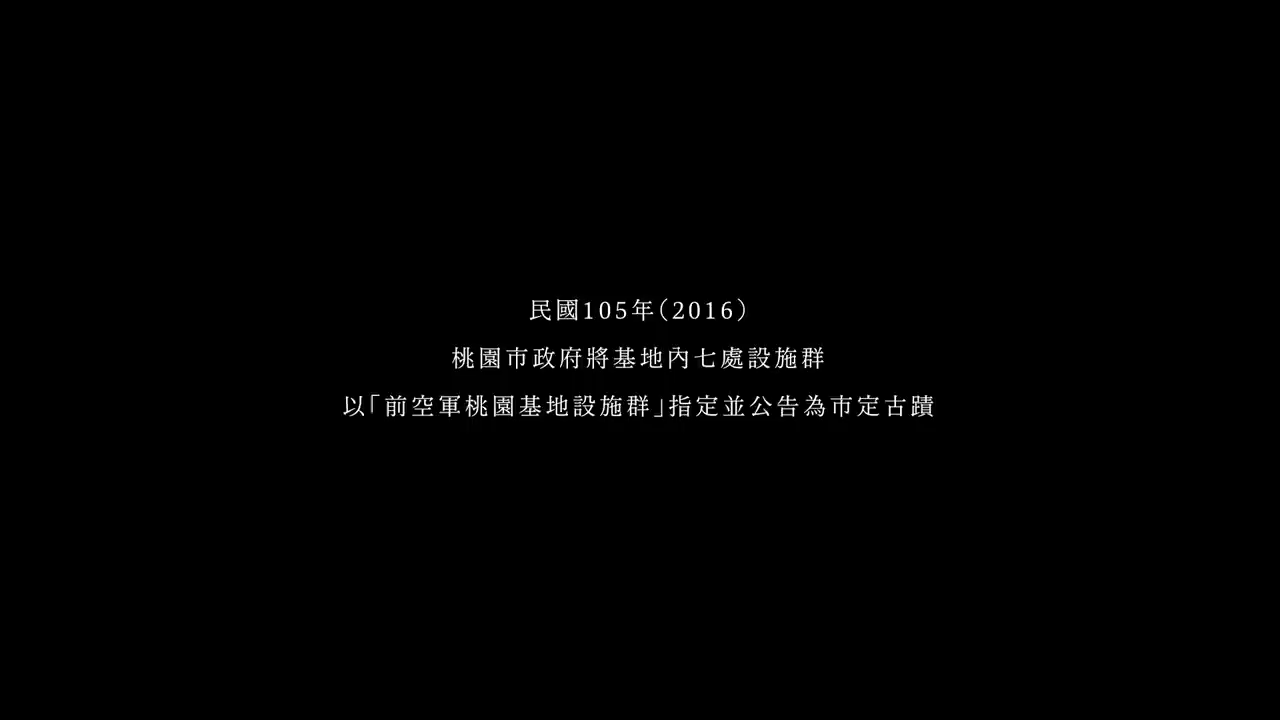 民國105年（2016）
桃園市政府將基地內七處設施群
以「前空軍桃園基地設施群」指定並公告為市定古蹟